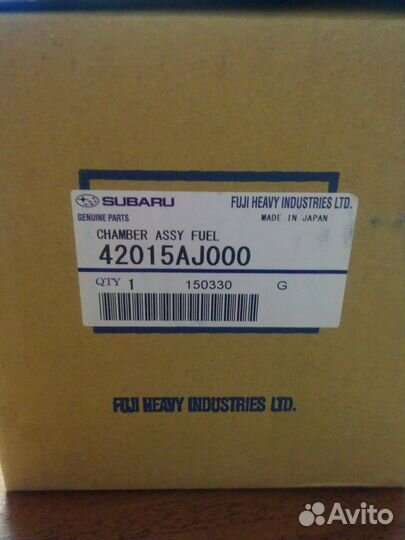 SUBARU
FUJI HEAVY INDUSTRIES LTD.
GENUINE PARTS
MADE IN JAPAN
CHAMBER ASSY FUEL
42015AJ000
QTY 1 150330 G
FUJI HEAVY INDUSTRIES LTD.
Avito